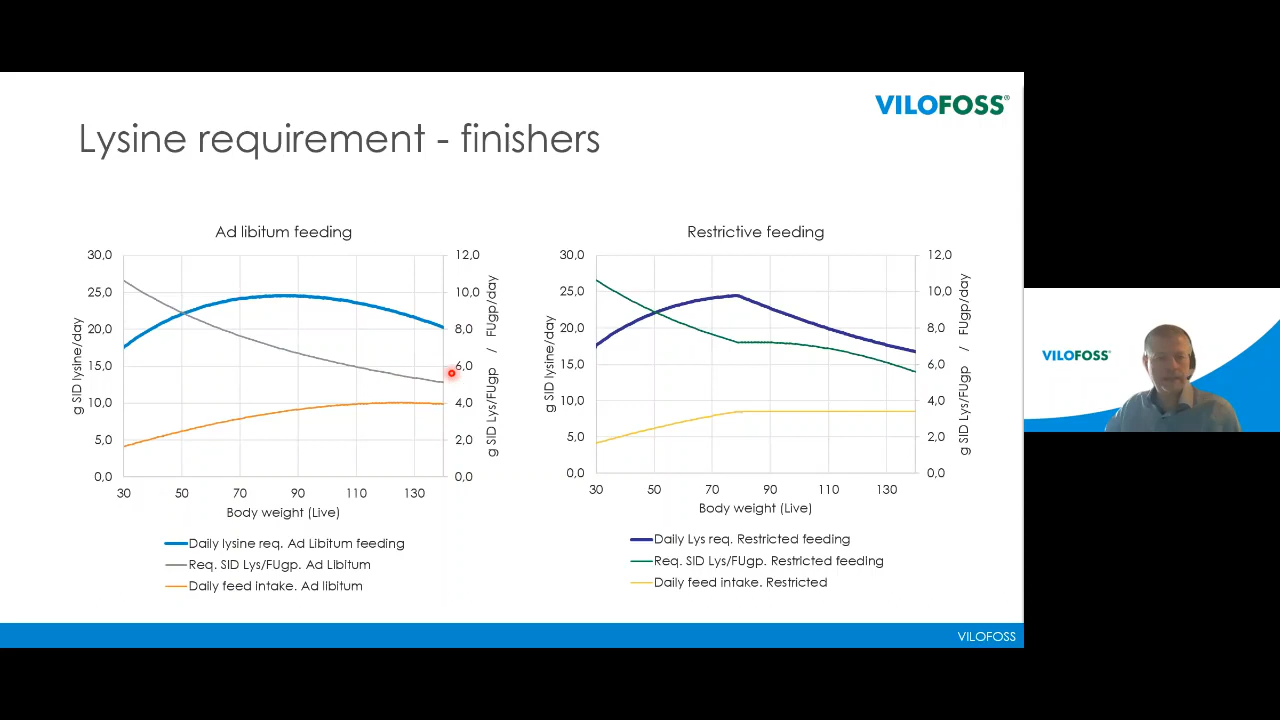 VILOFOSS®
Lysine requirement - finishers
Ad libitum feeding
30,0
25,0
20,0
15,0
10,0
5,0
0,0
g SID lysine/day
12,0
10,0
8,0
6,0
4,0
2,0
0,0
g SID Lys/FUgp / FUgp/day
30 50 70 90 110 130
Body weight (Live)
Daily lysine req. Ad Libitum feeding
Req. SID Lys/FUgp. Ad Libitum
Daily feed intake. Ad libitum
Restrictive feeding
30,0
25,0
20,0
15,0
10,0
5,0
0,0
g SID lysine/day
12,0
10,0
8,0
6,0
4,0
2,0
0,0
g SID Lys/FUgp / FUgp/day
30 50 70 90 110 130
Body weight (Live)
Daily Lys req. Restricted feeding
Req. SID Lys/FUgp. Restricted feeding
Daily feed intake. Restricted
VILOFOSS
VILOFOSS®